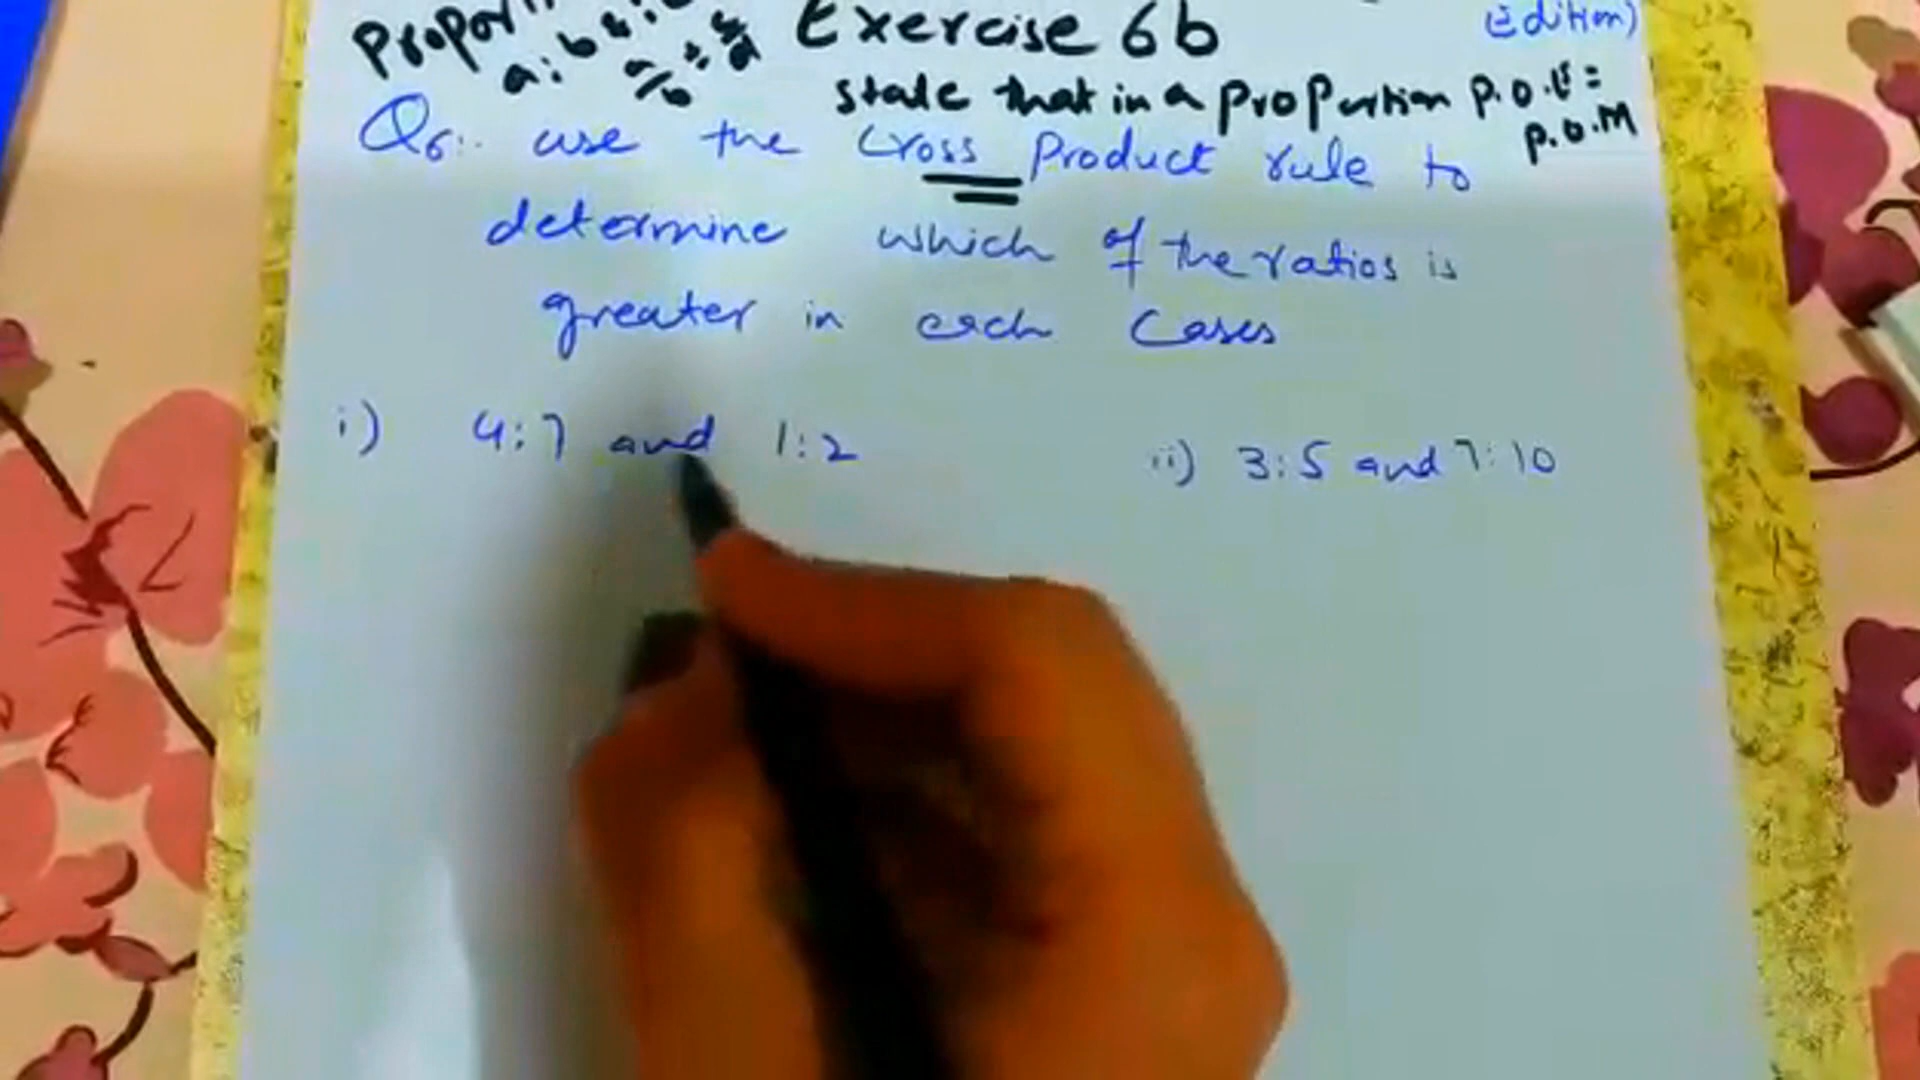 Exercise 6b
Edition)
a:b
state that in a proportion P.O.E =
P.O.M
Q6:- use the cross product rule to
determine which of the ratios is
greater in each cases
i) 4:7 and 1:2
ii) 3:5 and 7:10